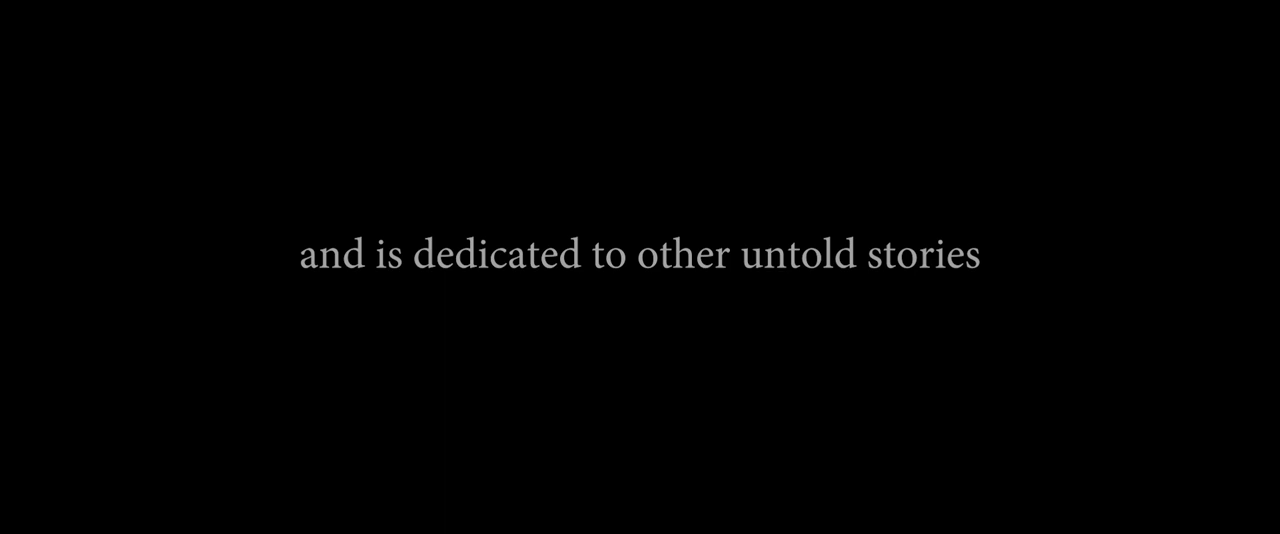 and is dedicated to other untold stories